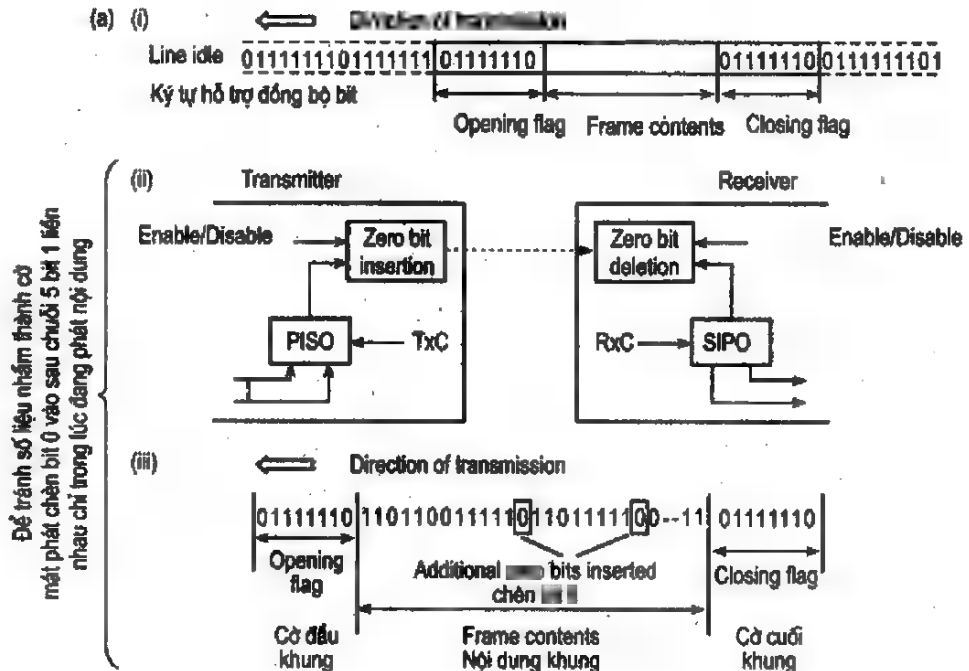 (a) (i)
of
Line idle 0111111101111111 01111110 01111110 0111111101
Ký tự hỗ trợ đồng bộ bit
Opening flag Frame contents Closing flag
Để tránh số liệu nhầm thành cờ
mát phát chèn bit 0 vào sau chuỗi 5 bit 1 liên
nhau chỉ trong lúc đang phát nội dung
(ii) Transmitter Receiver
Enable/Disable Zero bit insertion Zero bit deletion Enable/Disable
PISO TxC RxC SIPO
(iii) Direction of transmission
01111110 11011001111101101111100--11 01111110
Opening flag Additional bits inserted Closing flag
chèn
Cờ đầu khung Frame contents Cờ cuối khung
Nội dung khung